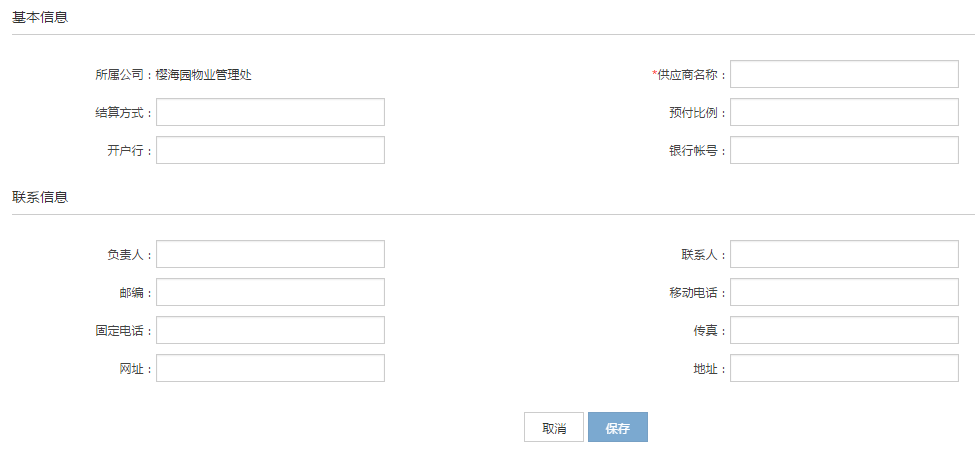 基本信息
所属公司：樱海园物业管理处
*供应商名称：
结算方式：
预付比例：
开户行：
银行帐号：
联系信息
负责人：
联系人：
邮编：
移动电话：
固定电话：
传真：
网址：
地址：
取消
保存